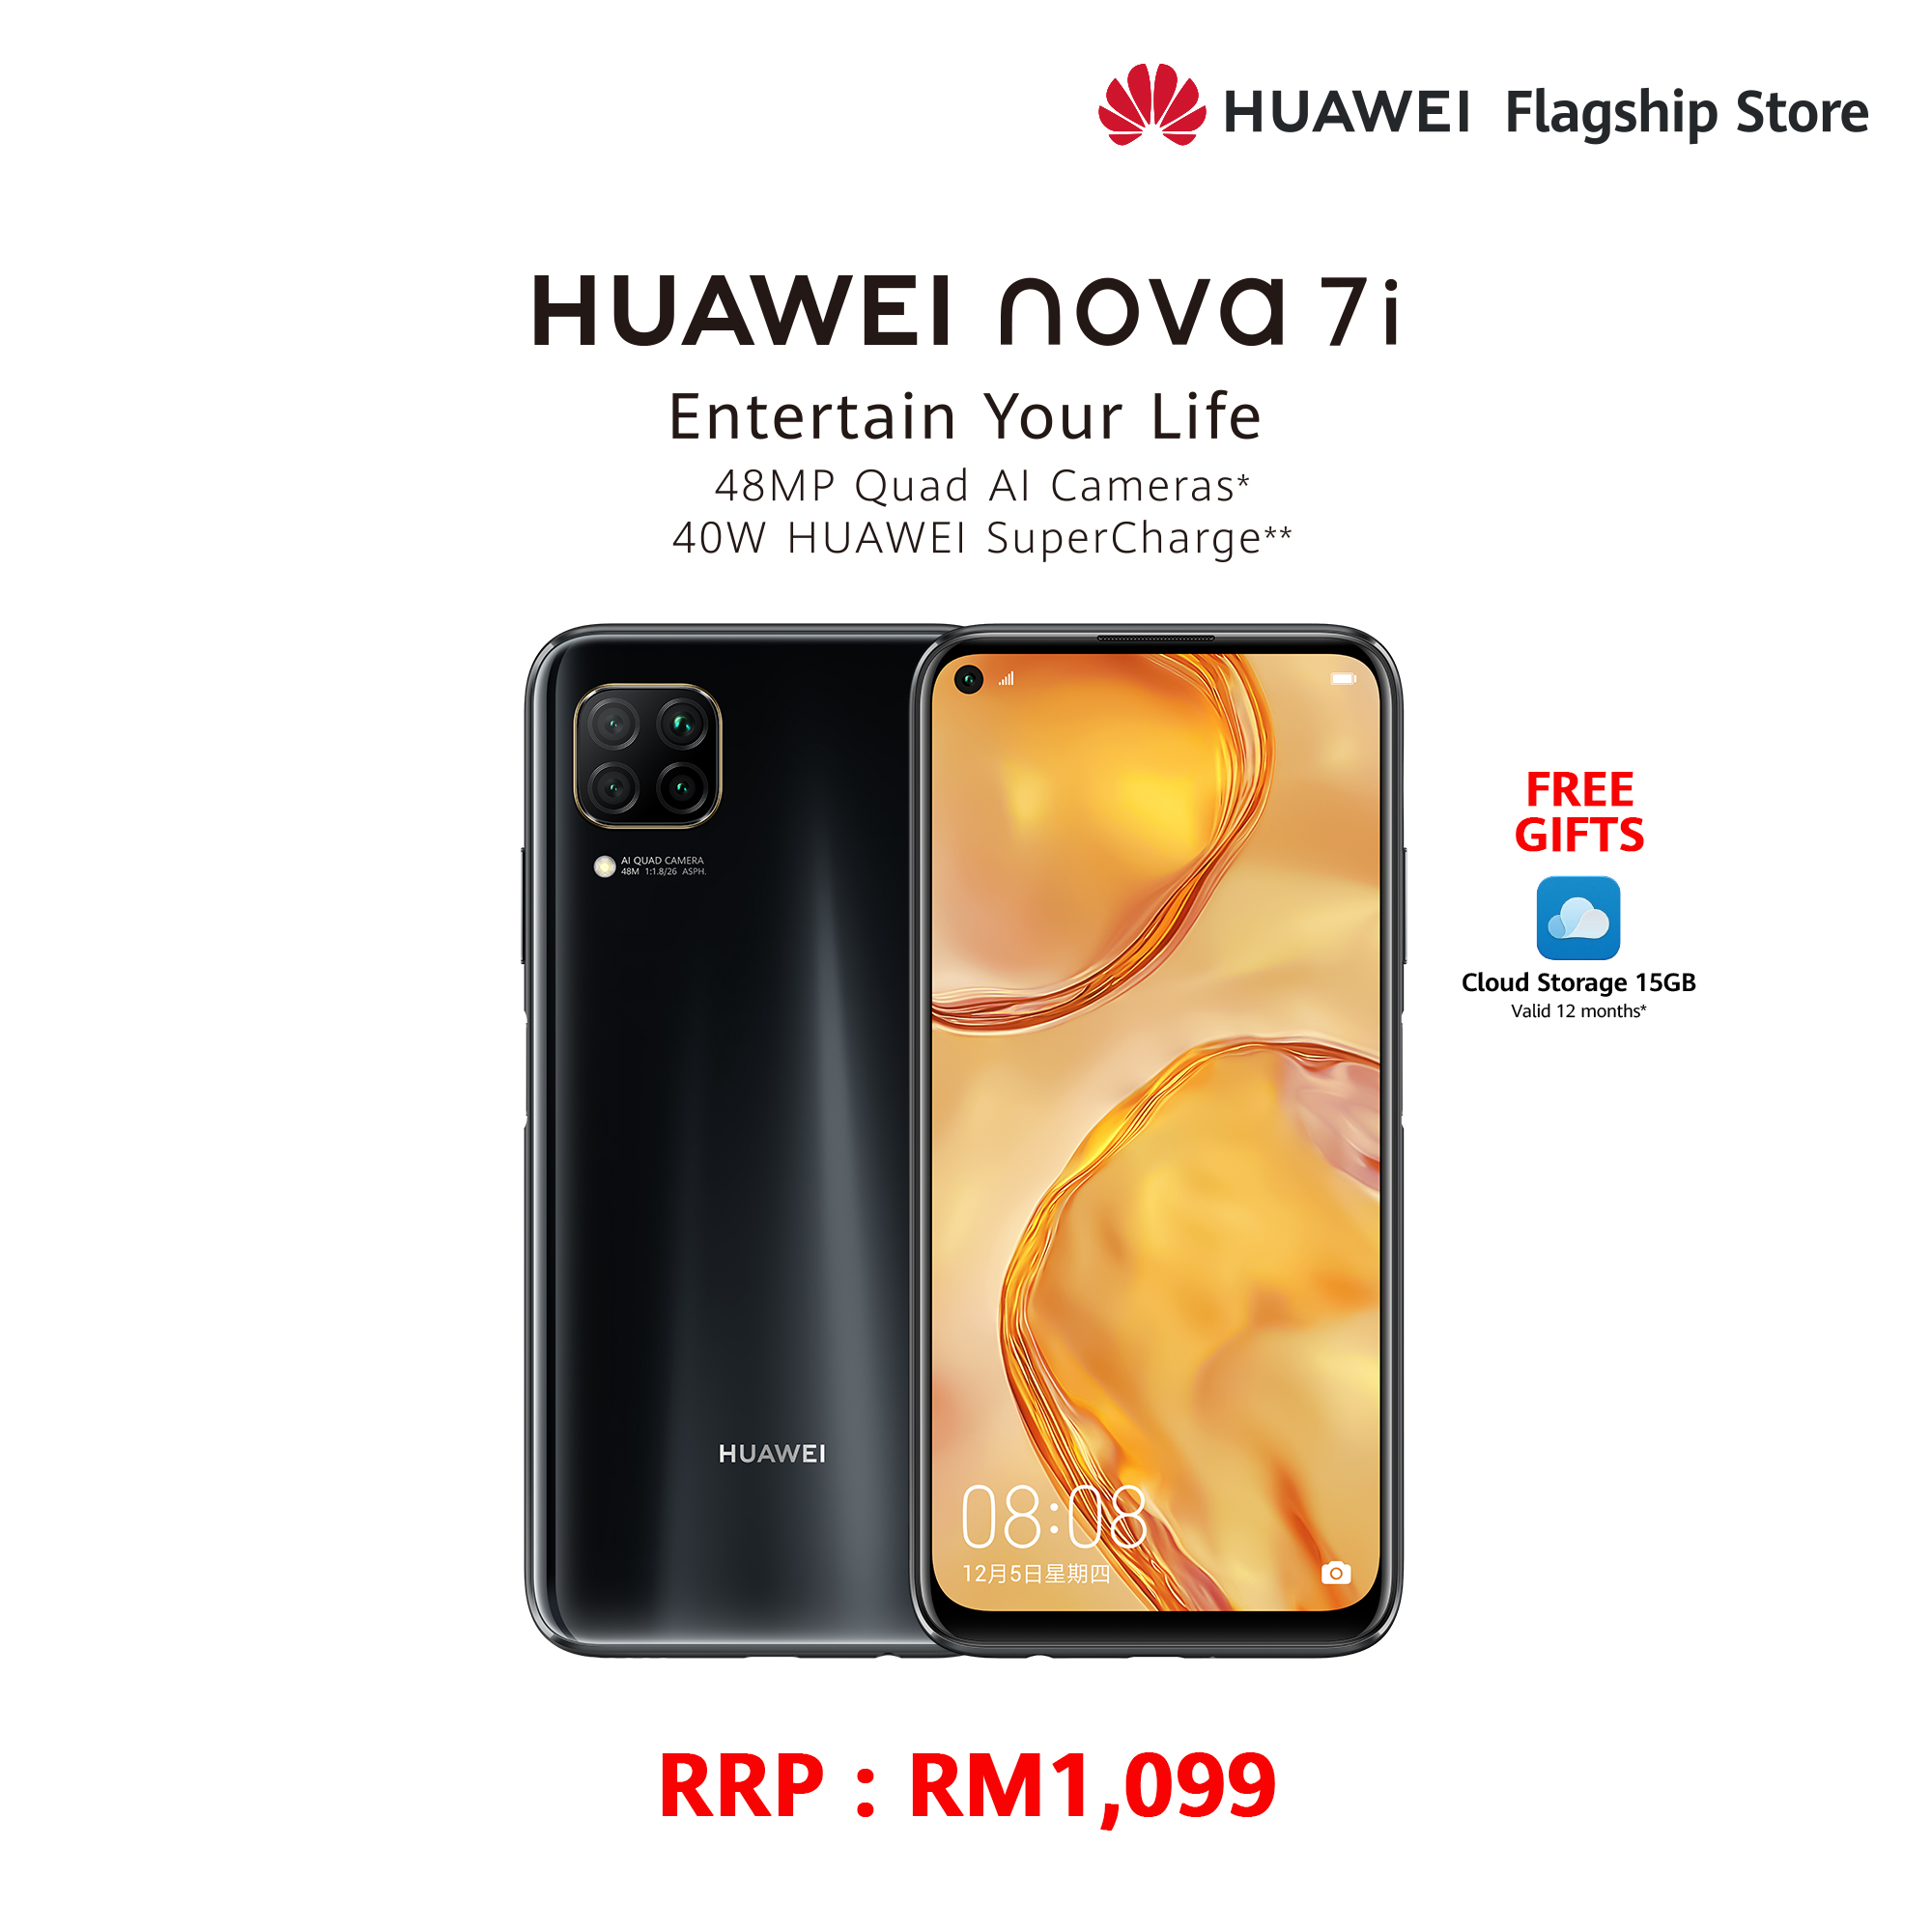 HUAWEI Flagship Store
HUAWEI nova 7i
Entertain Your Life
48MP Quad AI Cameras*
40W HUAWEI SuperCharge**
AI QUAD CAMERA
48M 1:1.8/26 ASPH.
HUAWEI
08:08
12月5日星期四
FREE
GIFTS
Cloud Storage 15GB
Valid 12 months*
RRP : RM1,099